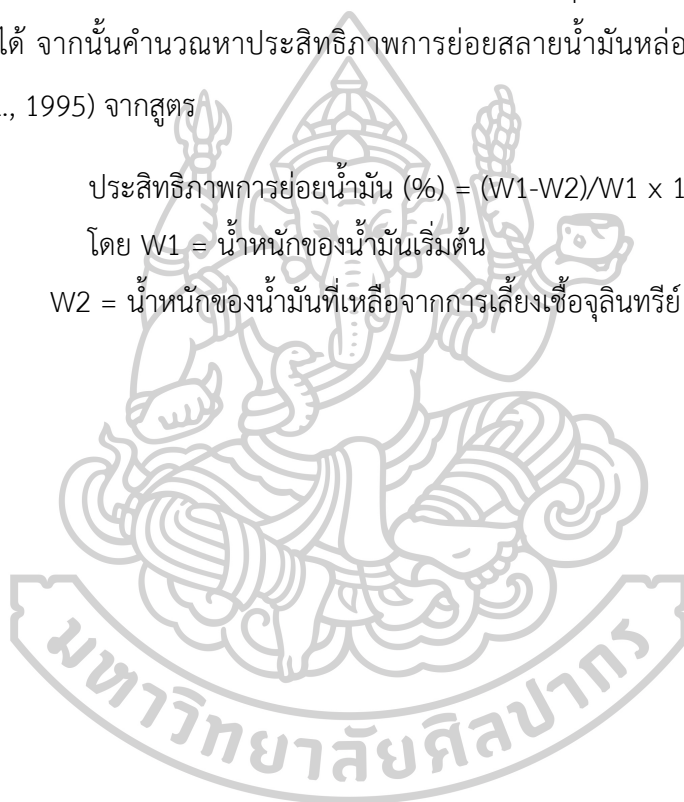 ได้ จากนั้นคำนวณหาประสิทธิภาพการย่อยสลายน้ำมันหล่อ
., 1995) จากสูตร
ประสิทธิภาพการย่อยน้ำมัน (%) = (W1-W2)/W1 x 1
โดย W1 = น้ำหนักของน้ำมันเริ่มต้น
W2 = น้ำหนักของน้ำมันที่เหลือจากการเลี้ยงเชื้อจุลินทรีย์
มหาวิทยาลัยศิลปากร